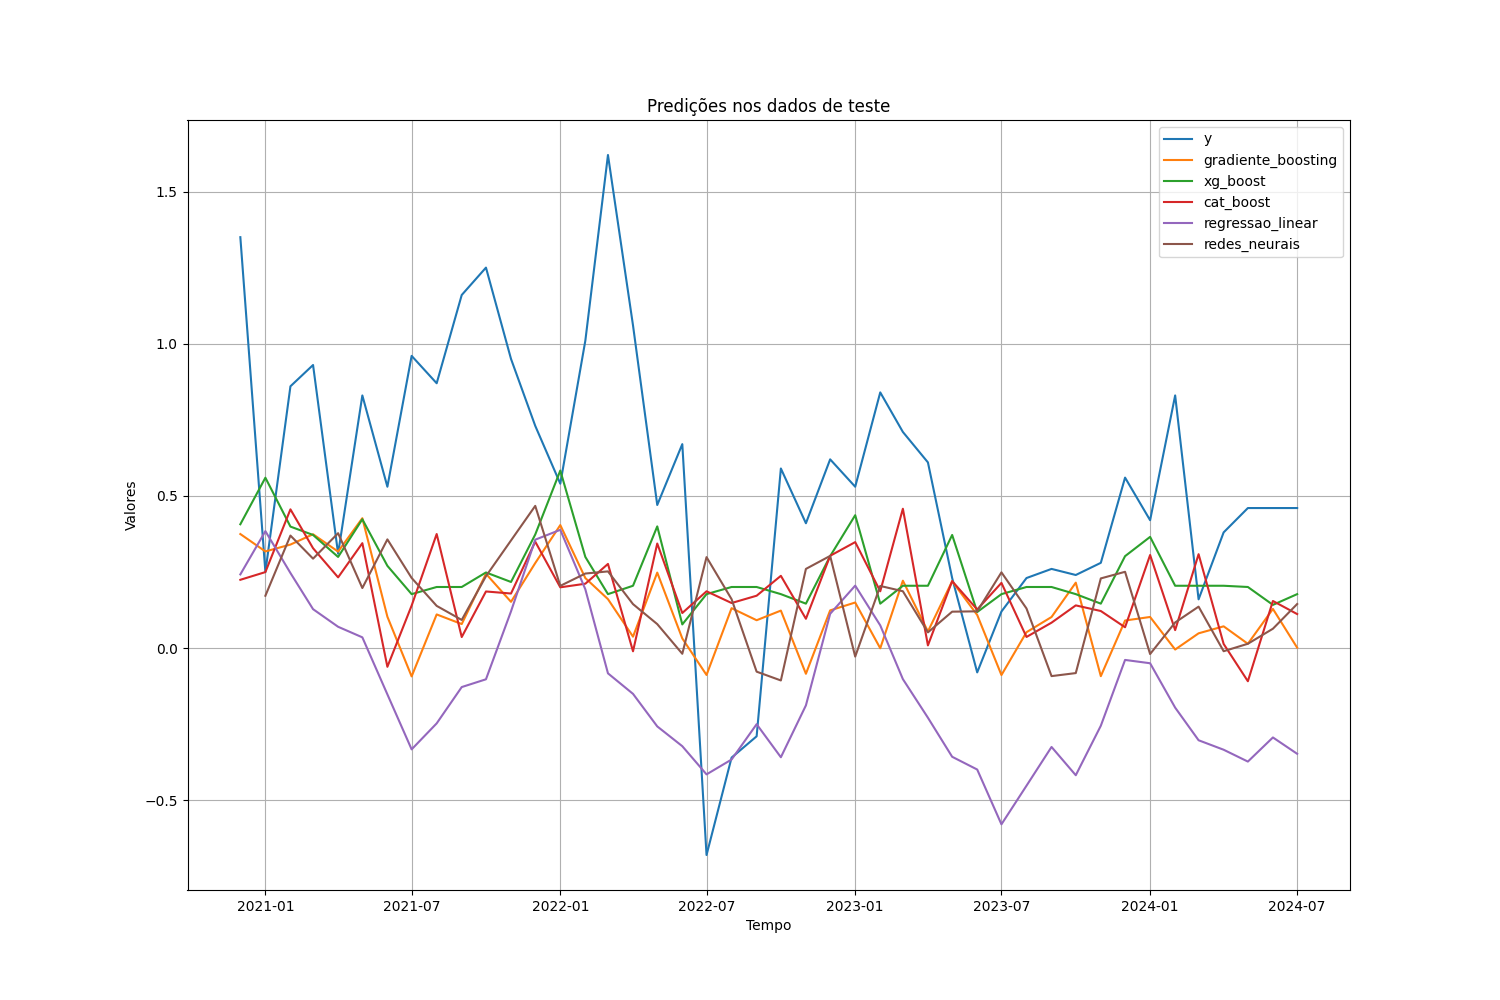 Predições nos dados de teste
y
gradiente_boosting
xg_boost
cat_boost
regressao_linear
redes_neurais
Valores
1.5
1.0
0.5
0.0
−0.5
2021-01 2021-07 2022-01 2022-07 2023-01 2023-07 2024-01 2024-07
Tempo